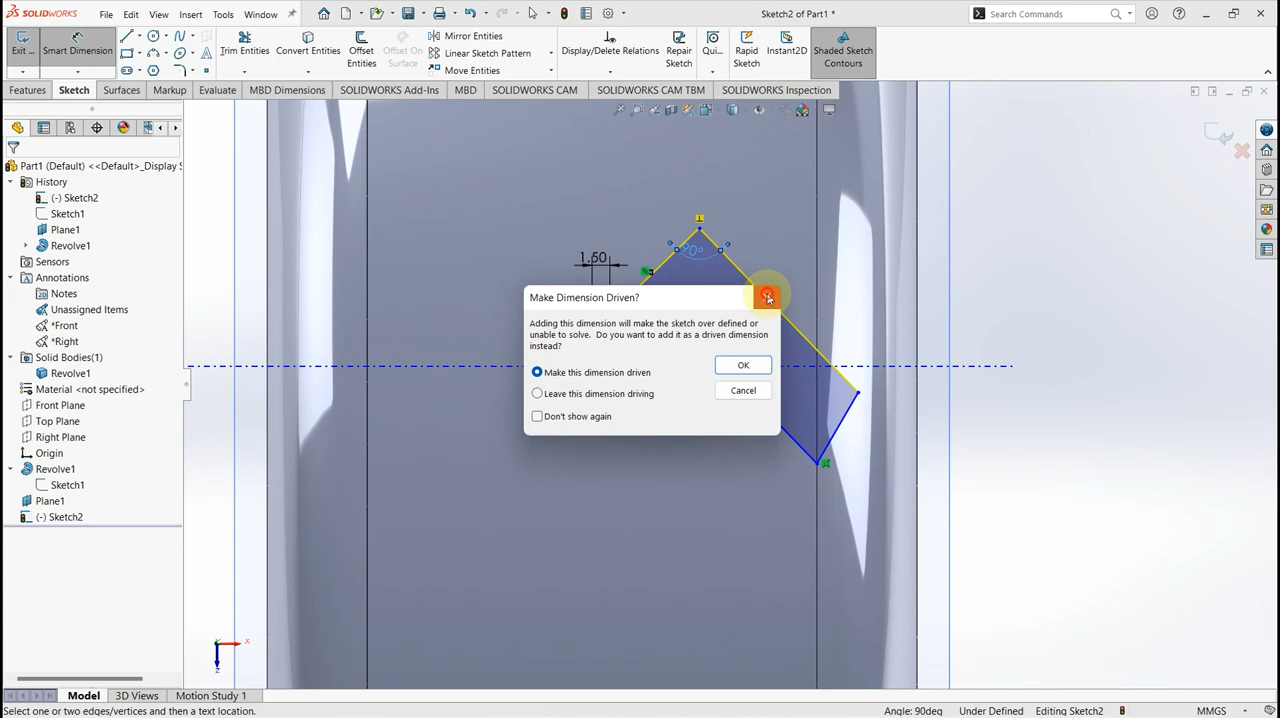 SOLIDWORKS File Edit View Insert Tools Window Sketch2 of Part1 * Search Commands
Exit ... Smart Dimension Trim Entities Convert Entities Offset Entities Offset On Surface Mirror Entities Display/Delete Relations Repair Sketch Qui... Rapid Sketch Instant2D Shaded Sketch Contours
Linear Sketch Pattern
Move Entities
Features Sketch Surfaces Markup Evaluate MBD Dimensions SOLIDWORKS Add-Ins MBD SOLIDWORKS CAM SOLIDWORKS CAM TBM SOLIDWORKS Inspection
Part1 (Default) <<Default>_Display S
History
(-) Sketch2
Sketch1
Plane1
Revolve1
Sensors
Annotations
Notes
Unassigned Items
*Front
*Right
Solid Bodies(1)
Revolve1
Material <not specified>
Front Plane
Top Plane
Right Plane
Origin
Revolve1
Sketch1
Plane1
(-) Sketch2
1.50
Make Dimension Driven?
Adding this dimension will make the sketch over defined or
unable to solve. Do you want to add it as a driven dimension
instead?
Make this dimension driven
OK
Leave this dimension driving
Cancel
Don't show again
X
Z
Model 3D Views Motion Study 1
Select one or two edges/vertices and then a text location. Angle: 90deg Under Defined Editing Sketch2 MMGS